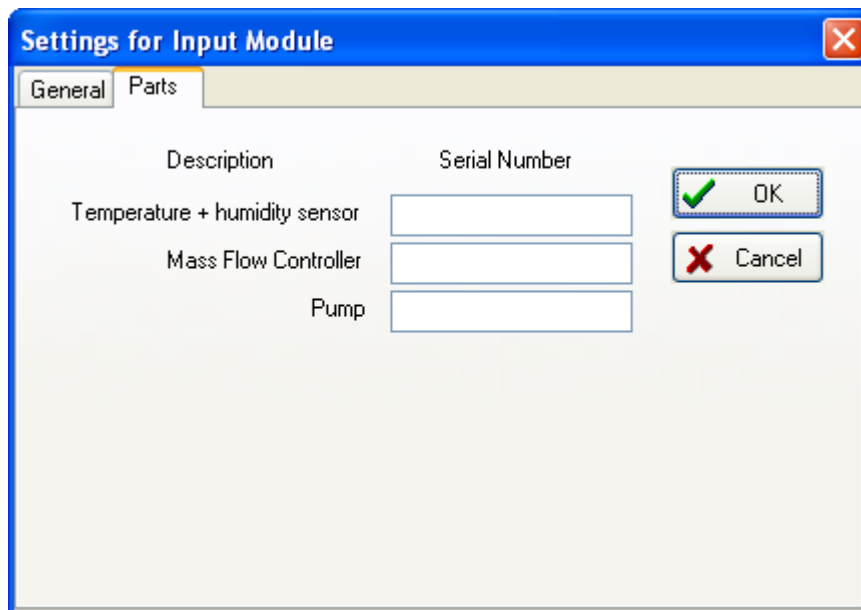 Settings for Input Module
General Parts
Description Serial Number
Temperature + humidity sensor
OK
Mass Flow Controller
Cancel
Pump